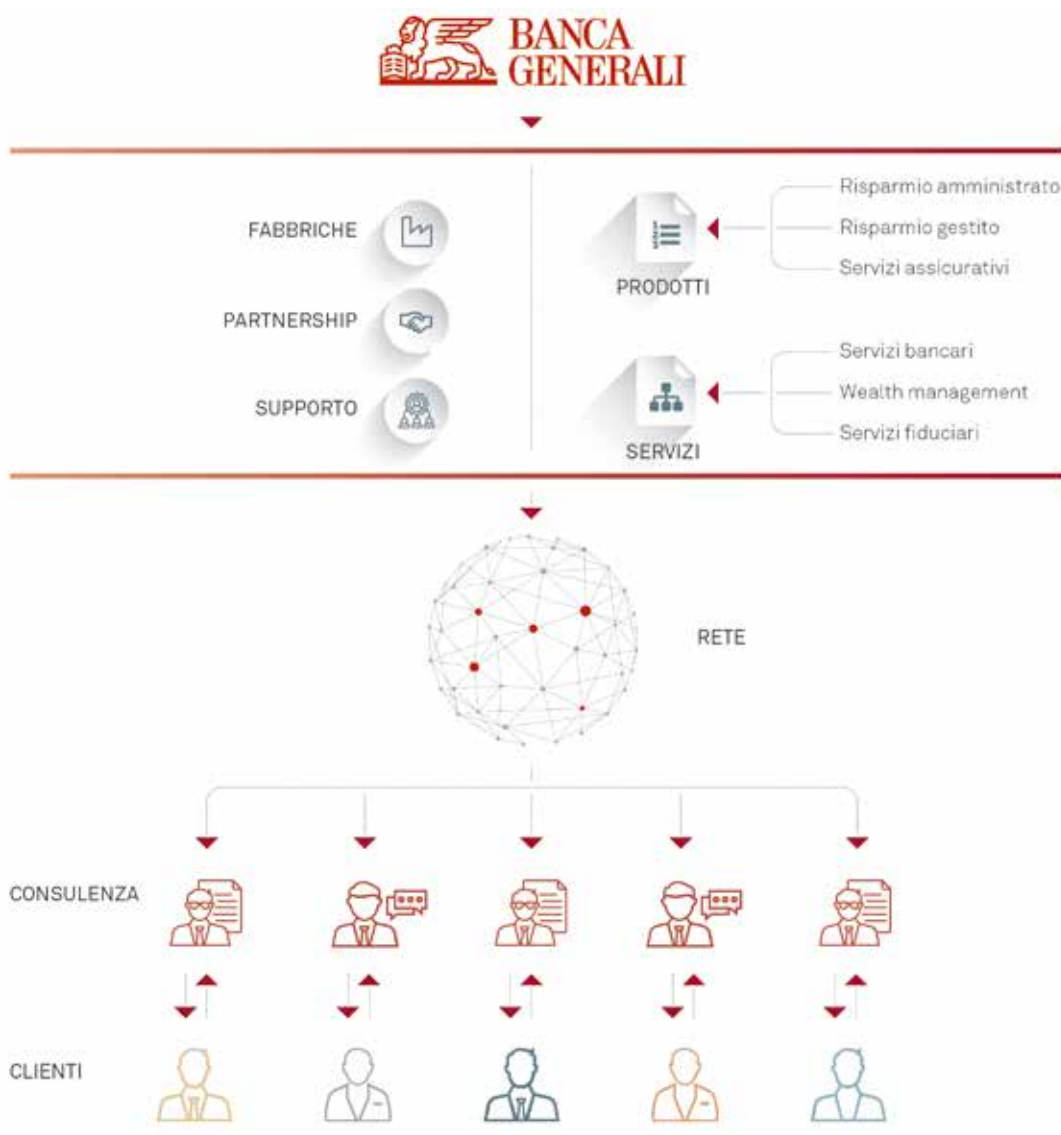 BANCA
GENERALI
FABBRICHE
PARTNERSHIP
SUPPORTO
PRODOTTI
Risparmio amministrato
Risparmio gestito
Servizi assicurativi
SERVIZI
Servizi bancari
Wealth management
Servizi fiduciari
RETE
CONSULENZA
CLIENTI